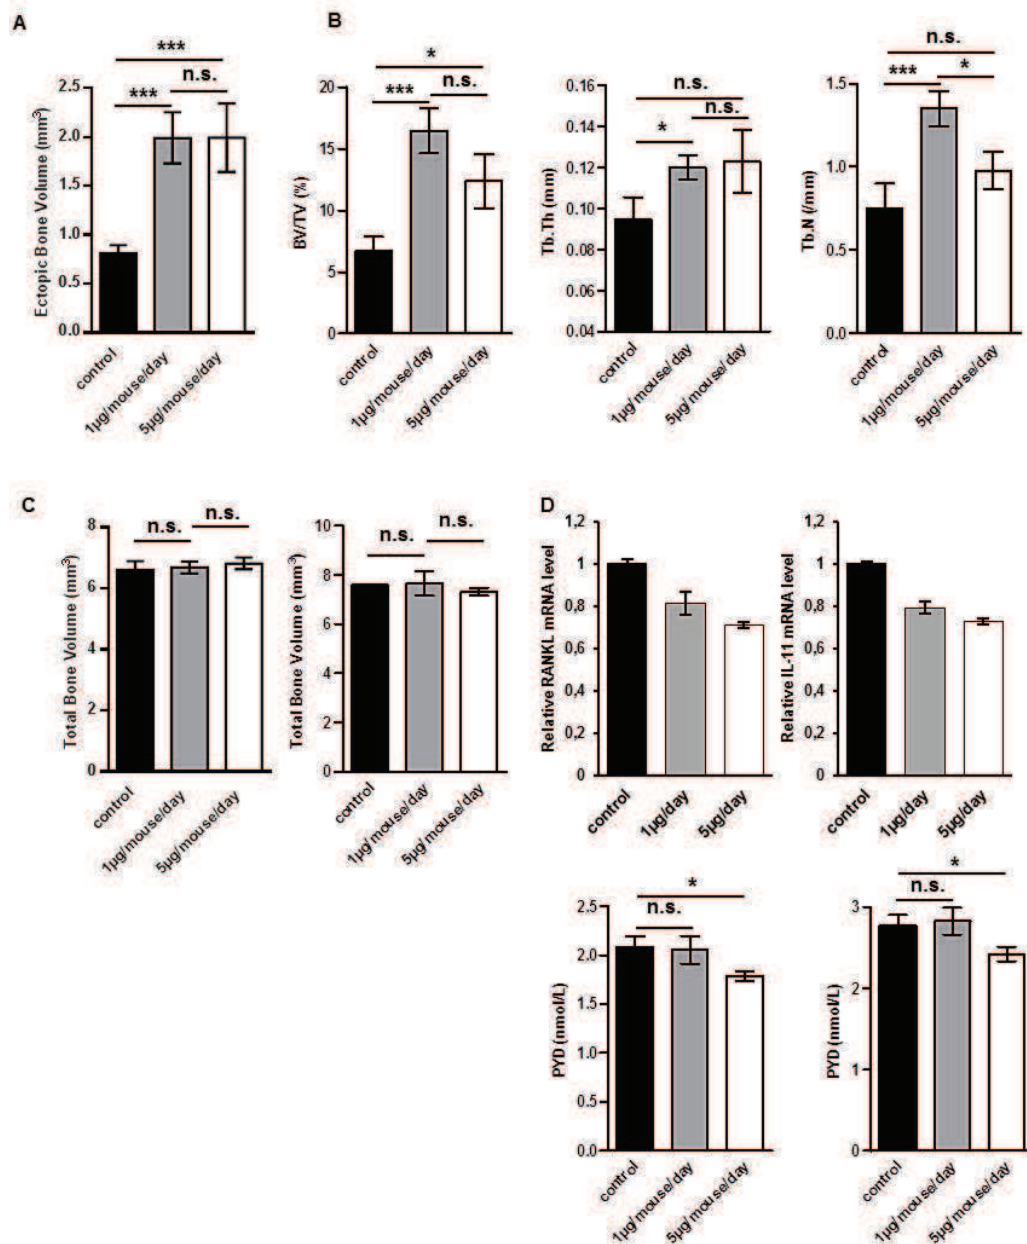 A
B
***
n.s.
***
Ectopic Bone Volume (mm³)
2.5
2.0
1.5
1.0
0.5
0.0
control
1µg/mouse/day
5µg/mouse/day
*
***
n.s.
BV/TV (%)
20
15
10
5
0
control
1µg/mouse/day
5µg/mouse/day
n.s.
n.s.
*
Tb.Th (mm)
0.16
0.14
0.12
0.10
0.08
0.06
0.04
control
1µg/mouse/day
5µg/mouse/day
n.s.
***
*
Tb.N (/mm)
1.5
1.0
0.5
0.0
control
1µg/mouse/day
5µg/mouse/day
C
n.s.
n.s.
Total Bone Volume (mm³)
8
6
4
2
0
control
1µg/mouse/day
5µg/mouse/day
n.s.
n.s.
Total Bone Volume (mm³)
10
8
6
4
2
0
control
1µg/mouse/day
5µg/mouse/day
D
Relative RANKL mRNA level
1,2
1
0,8
0,6
0,4
0,2
0
control
1µg/day
5µg/day
Relative IL-11 mRNA level
1,2
1
0,8
0,6
0,4
0,2
0
control
1µg/day
5µg/day
*
n.s.
PYD (nmol/L)
2.5
2.0
1.5
1.0
0.5
0.0
control
1µg/mouse/day
5µg/mouse/day
*
n.s.
PYD (nmol/L)
3
2
1
0
control
1µg/mouse/day
5µg/mouse/day